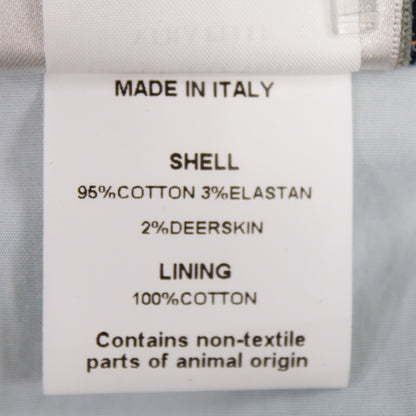 MADE IN ITALY
SHELL
95%COTTON 3%ELASTAN
2%DEERSKIN
LINING
100%COTTON
Contains non-textile
parts of animal origin